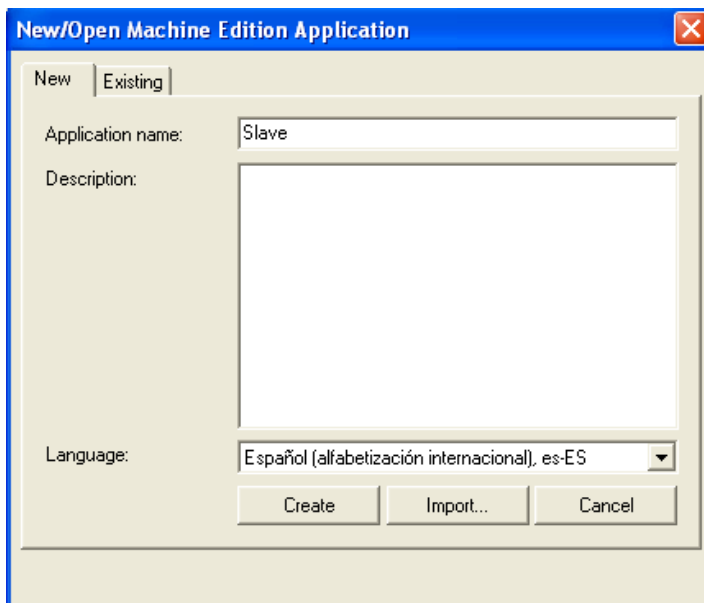 New/Open Machine Edition Application
New Existing
Application name: Slave
Description:
Language: Español (alfabetización internacional), es-ES
Create Import... Cancel